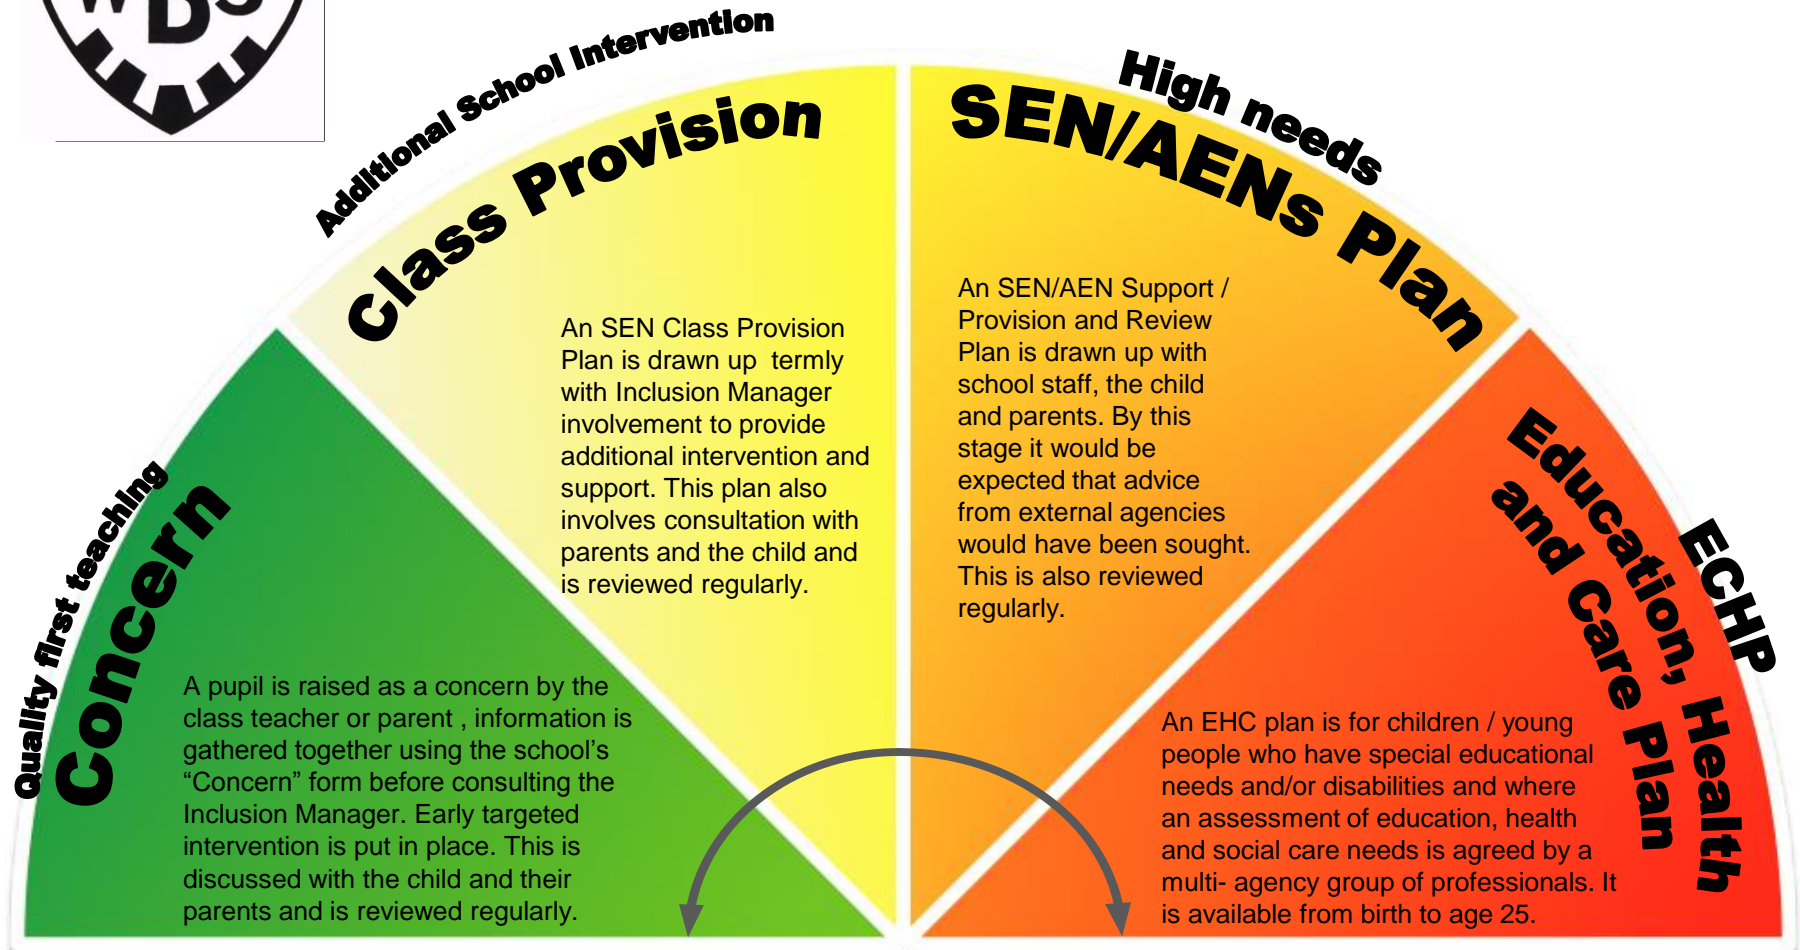 WDS
Quality first teaching
Concern
A pupil is raised as a concern by the
class teacher or parent , information is
gathered together using the school’s
“Concern” form before consulting the
Inclusion Manager. Early targeted
intervention is put in place. This is
discussed with the child and their
parents and is reviewed regularly.
Additional School Intervention
Class Provision
An SEN Class Provision
Plan is drawn up  termly
with Inclusion Manager
involvement to provide
additional intervention and
support. This plan also
involves consultation with
parents and the child and
is reviewed regularly.
High needs
SEN/AENs Plan
An SEN/AEN Support /
Provision and Review
Plan is drawn up with
school staff, the child
and parents. By this
stage it would be
expected that advice
from external agencies
would have been sought.
This is also reviewed
regularly.
ECHP
Education, Health
and Care Plan
An EHC plan is for children / young
people who have special educational
needs and/or disabilities and where
an assessment of education, health
and social care needs is agreed by a
multi- agency group of professionals. It
is available from birth to age 25.